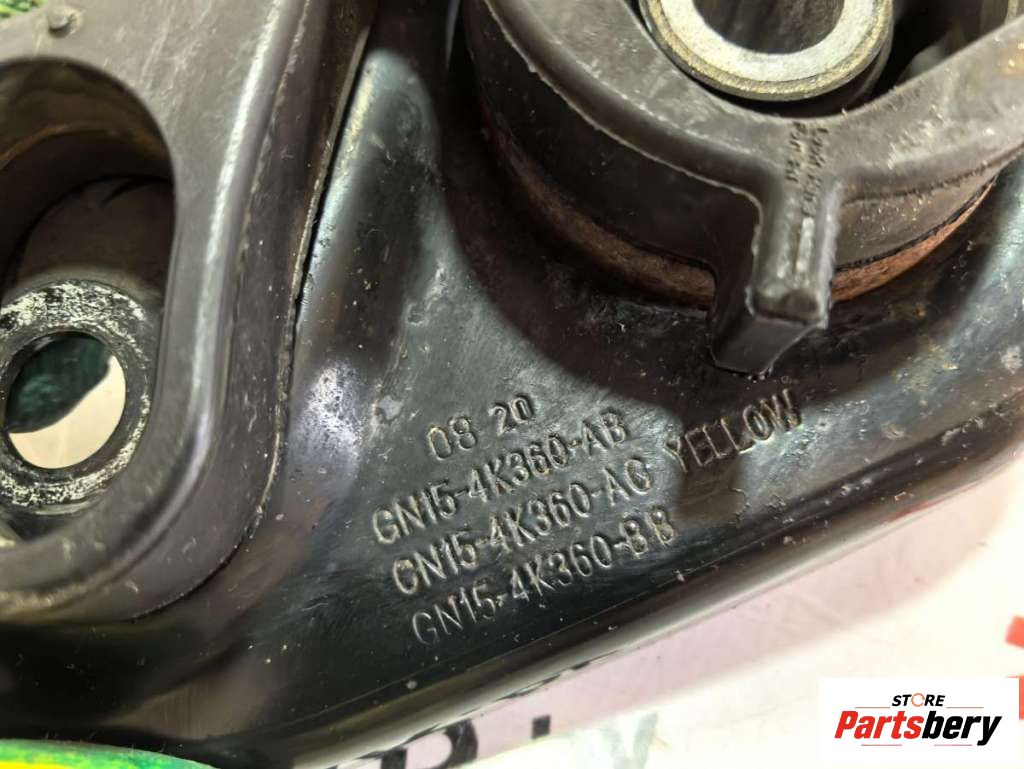 08 20
GN15-4K360-AB
GN15-4K360-AC YELLOW
GN15-4K360-BB
STORE
Partsbery